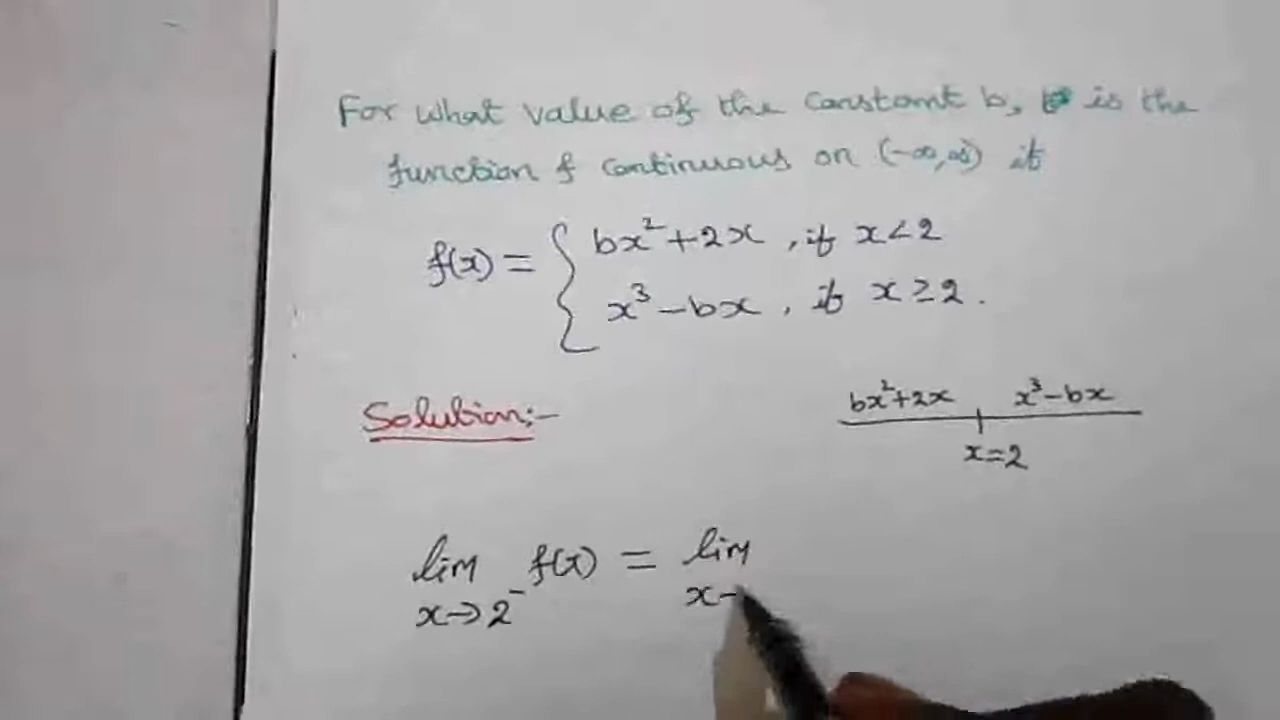 For what value of the constant b, is the
function f continuous on (-∞,∞) if
f(x) = { bx²+2x , if x<2
x³-bx , if x≥2 .
Solution:-
bx²+2x x³-bx
x=2
lim f(x) = lim
x→2⁻ x-